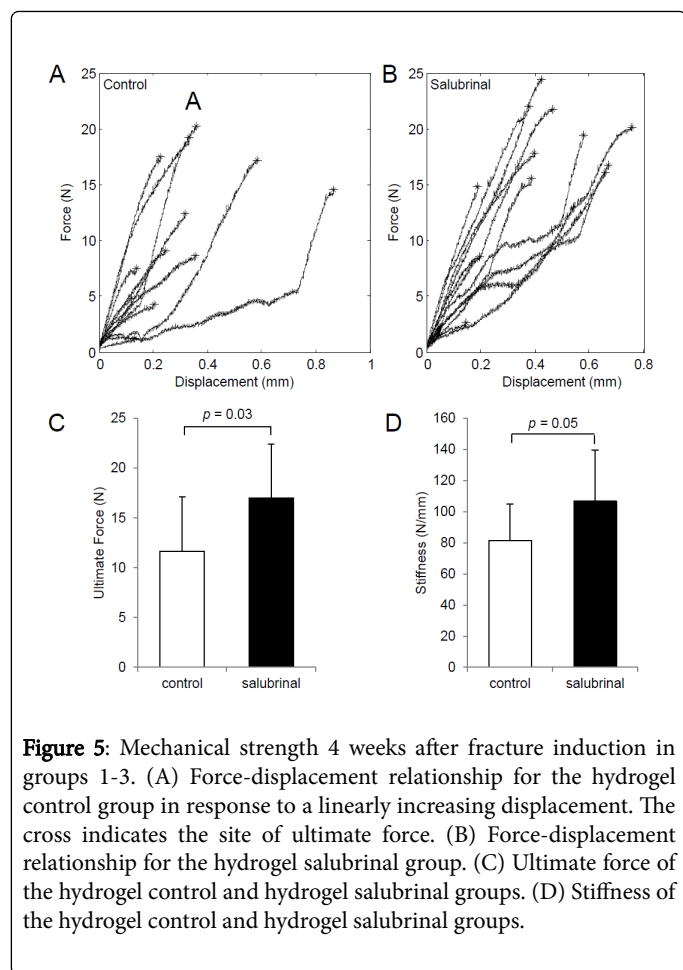 A
Control
A
25
20
15
10
5
0
Force (N)
0 0.2 0.4 0.6 0.8 1
Displacement (mm)
B
Salubrinal
25
20
15
10
5
0
Force (N)
0 0.2 0.4 0.6 0.8
Displacement (mm)
C
p = 0.03
25
20
15
10
5
0
Ultimate Force (N)
control salubrinal
D
p = 0.05
160
140
120
100
80
60
40
20
0
Stiffness (N/mm)
control salubrinal
Figure 5: Mechanical strength 4 weeks after fracture induction in
groups 1-3. (A) Force-displacement relationship for the hydrogel
control group in response to a linearly increasing displacement. The
cross indicates the site of ultimate force. (B) Force-displacement
relationship for the hydrogel salubrinal group. (C) Ultimate force of
the hydrogel control and hydrogel salubrinal groups. (D) Stiffness of
the hydrogel control and hydrogel salubrinal groups.